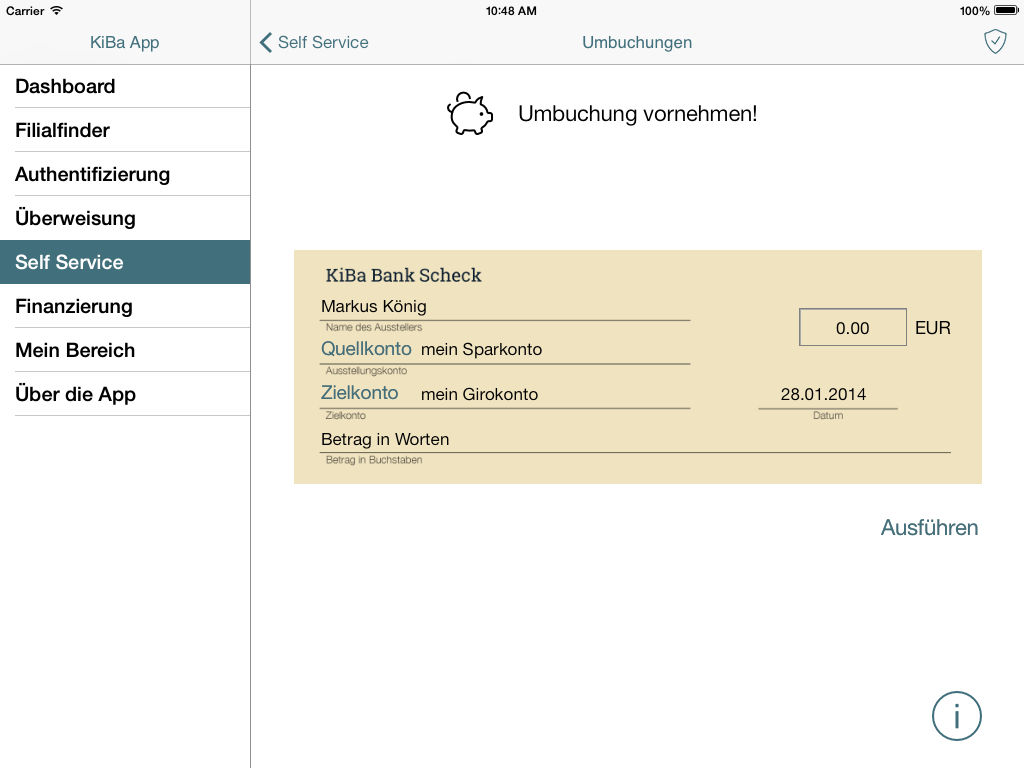 Carrier 10:48 AM 100%
KiBa App
Self Service Umbuchungen
Dashboard
Filialfinder
Authentifizierung
Überweisung
Self Service
Finanzierung
Mein Bereich
Über die App
Umbuchung vornehmen!
KiBa Bank Scheck
Markus König
Name des Ausstellers
0.00 EUR
Quellkonto mein Sparkonto
Ausstellungskonto
Zielkonto mein Girokonto 28.01.2014
Zielkonto Datum
Betrag in Worten
Betrag in Buchstaben
Ausführen
i